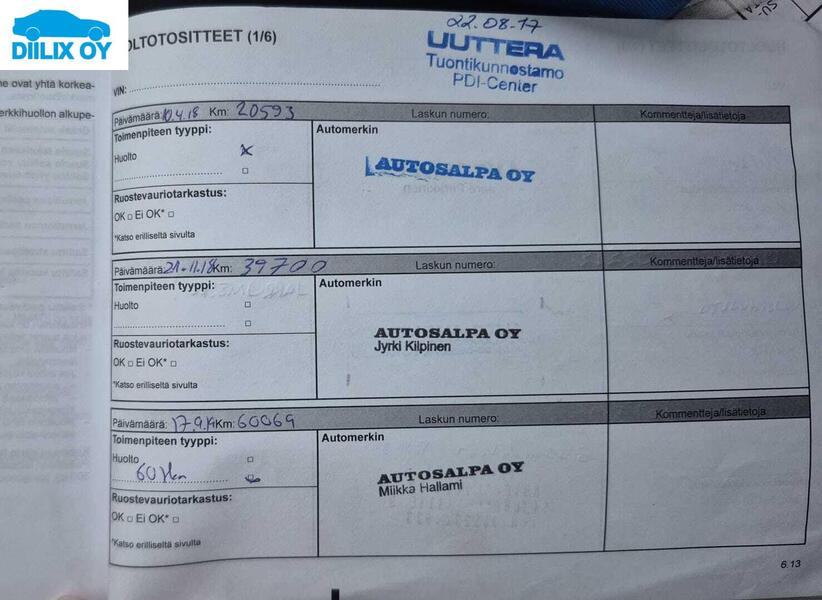 DIILIX OY
22.08.17
UUTTERA
Tuontikunnostamo
PDI-Center
OLTOTOSITTEET (1/6)
ne ovat yhtä korkea-
erkkihuollon alkupe-
VIN:
Päivämäärä: 10.4.18 Km: 20593 Laskun numero: Kommentteja/lisätietoja
Toimenpiteen tyyppi: Automerkin
Huolto x
AUTOSALPA OY
Ruostevauriotarkastus:
OK □ Ei OK* □
*Katso erilliseltä sivulta
Päivämäärä: 21.11.18 Km: 39700 Laskun numero: Kommentteja/lisätietoja
Toimenpiteen tyyppi: Automerkin
Huolto □
AUTOSALPA OY
Jyrki Kilpinen
Ruostevauriotarkastus:
OK □ Ei OK* □
*Katso erilliseltä sivulta
Päivämäärä: 17.9.19 Km: 60069 Laskun numero: Kommentteja/lisätietoja
Toimenpiteen tyyppi: Automerkin
Huolto □
AUTOSALPA OY
Miikka Hallami
Ruostevauriotarkastus:
OK □ Ei OK* □
*Katso erilliseltä sivulta
6.13